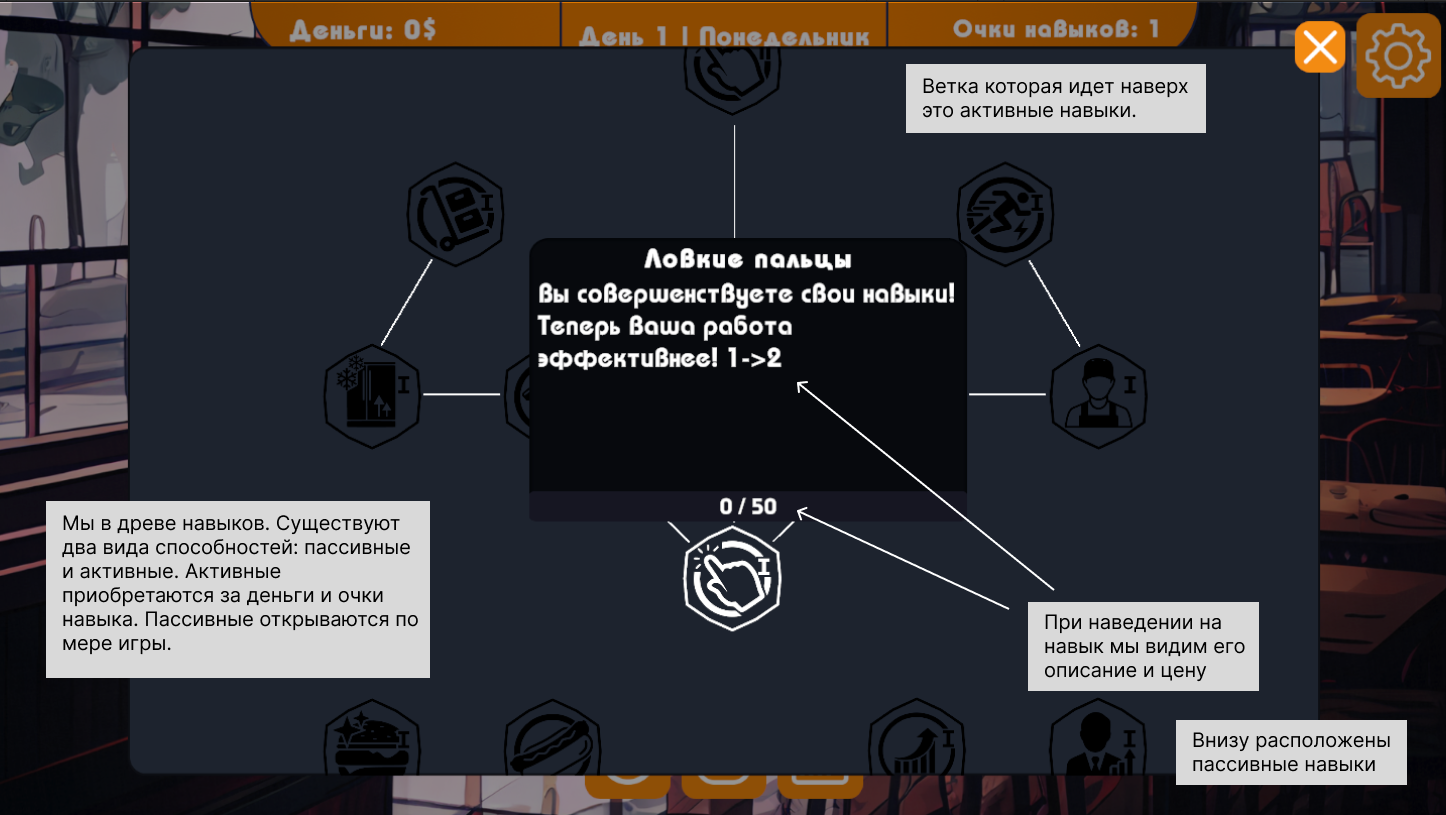 Деньги: 0$
День 1 | Понедельник
Очки навыков: 1
Ветка которая идет наверх
это активные навыки.
I
I
Ловкие пальцы
Вы совершенствуете свои навыки!
Теперь Ваша работа
эффективнее! 1->2
I
I
0 / 50
I
Мы в древе навыков. Существуют
два вида способностей: пассивные
и активные. Активные
приобретаются за деньги и очки
навыка. Пассивные открываются по
мере игры.
При наведении на
навык мы видим его
описание и цену
I
I
I
Внизу расположены
пассивные навыки